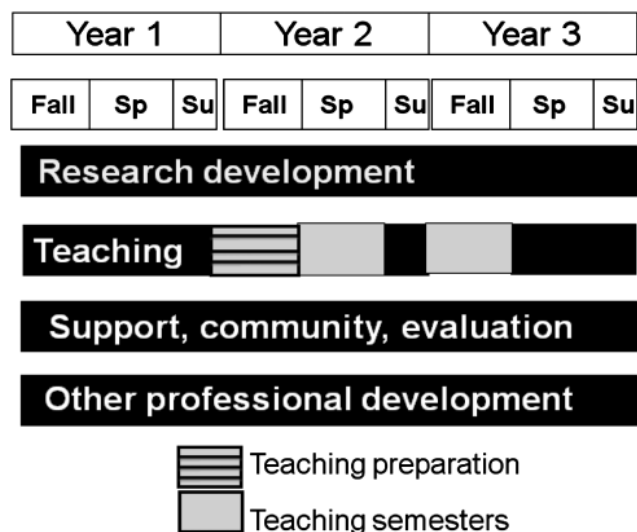 Year 1 Year 2 Year 3
Fall Sp Su Fall Sp Su Fall Sp Su
Research development
Teaching
Support, community, evaluation
Other professional development
Teaching preparation
Teaching semesters